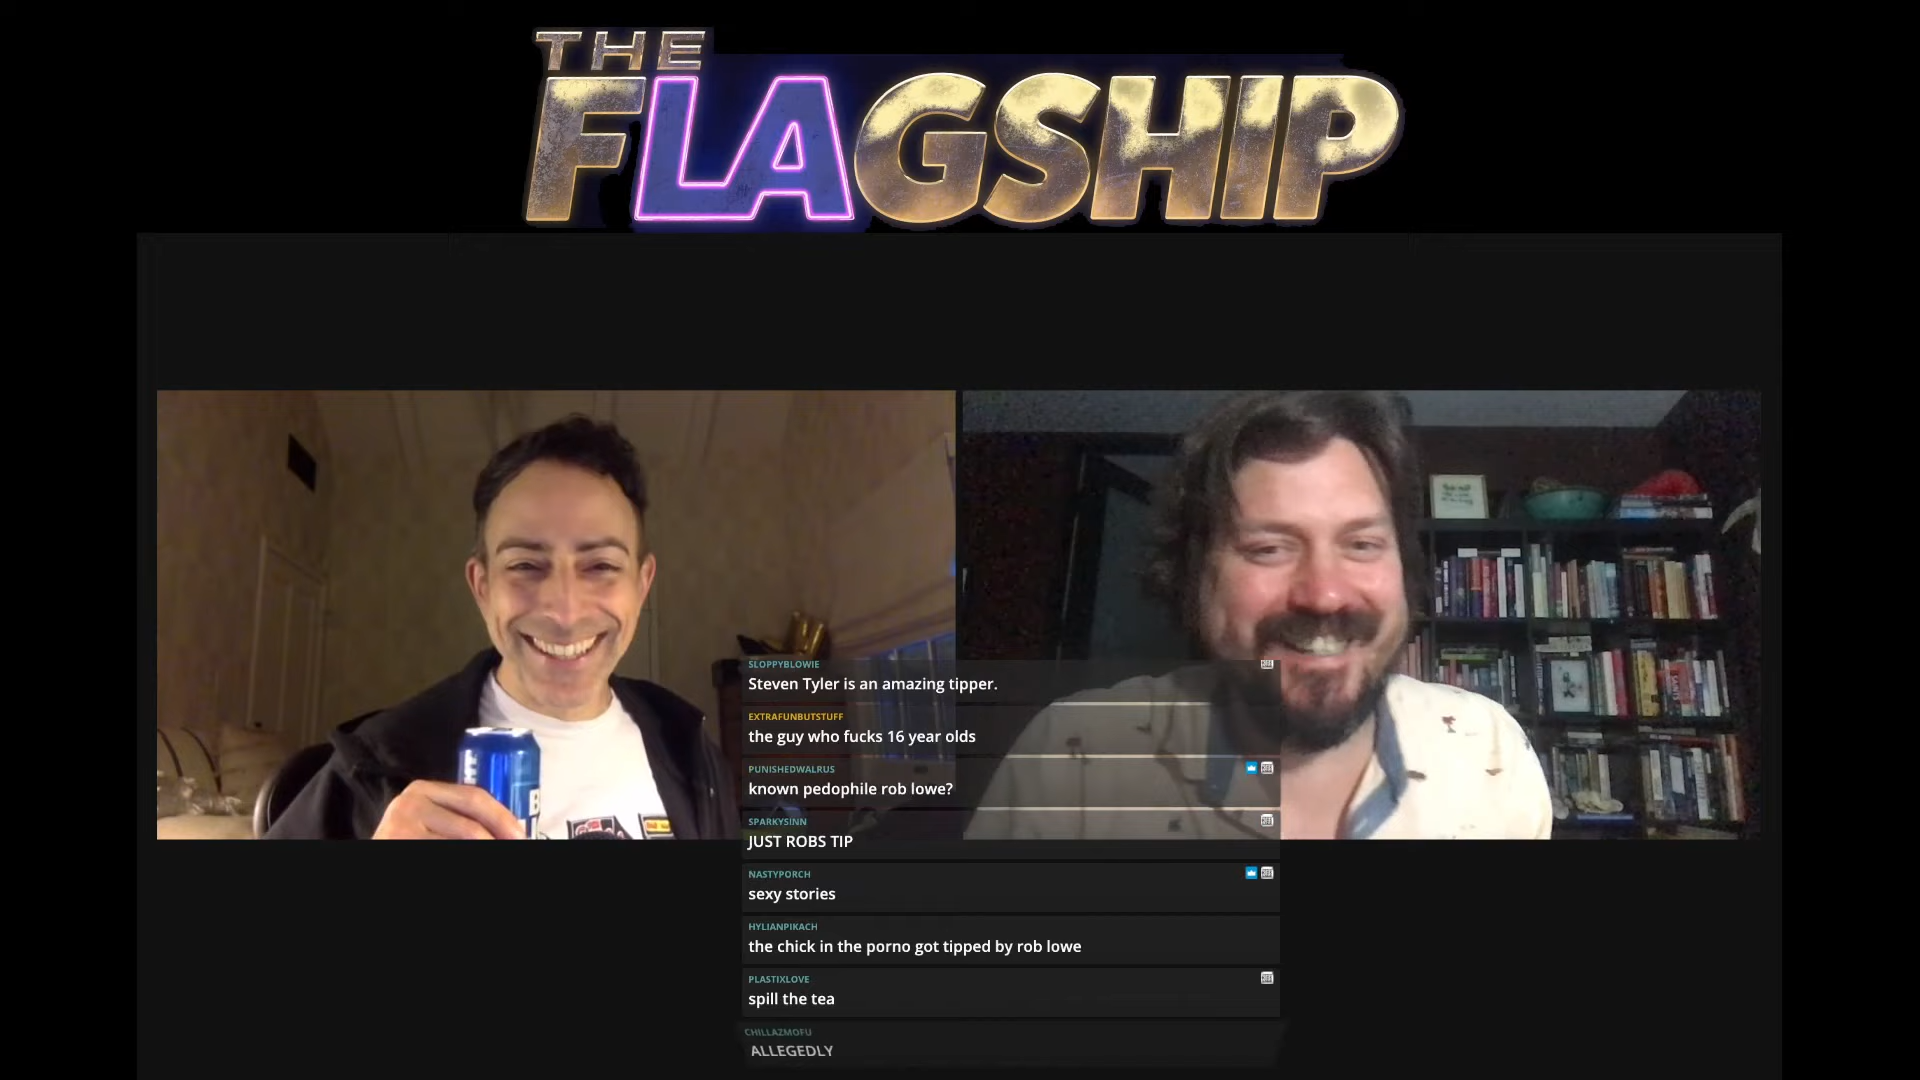 THE
FLAGSHIP
SLOPPYBLOWIE
Steven Tyler is an amazing tipper.
EXTRAFUNBUTSTUFF
the guy who fucks 16 year olds
PUNISHEDWALRUS
known pedophile rob lowe?
SPARKYSINN
JUST ROBS TIP
NASTYPORCH
sexy stories
HYLIANPIKACH
the chick in the porno got tipped by rob lowe
PLASTIXLOVE
spill the tea
CHILLAZMOFU
ALLEGEDLY